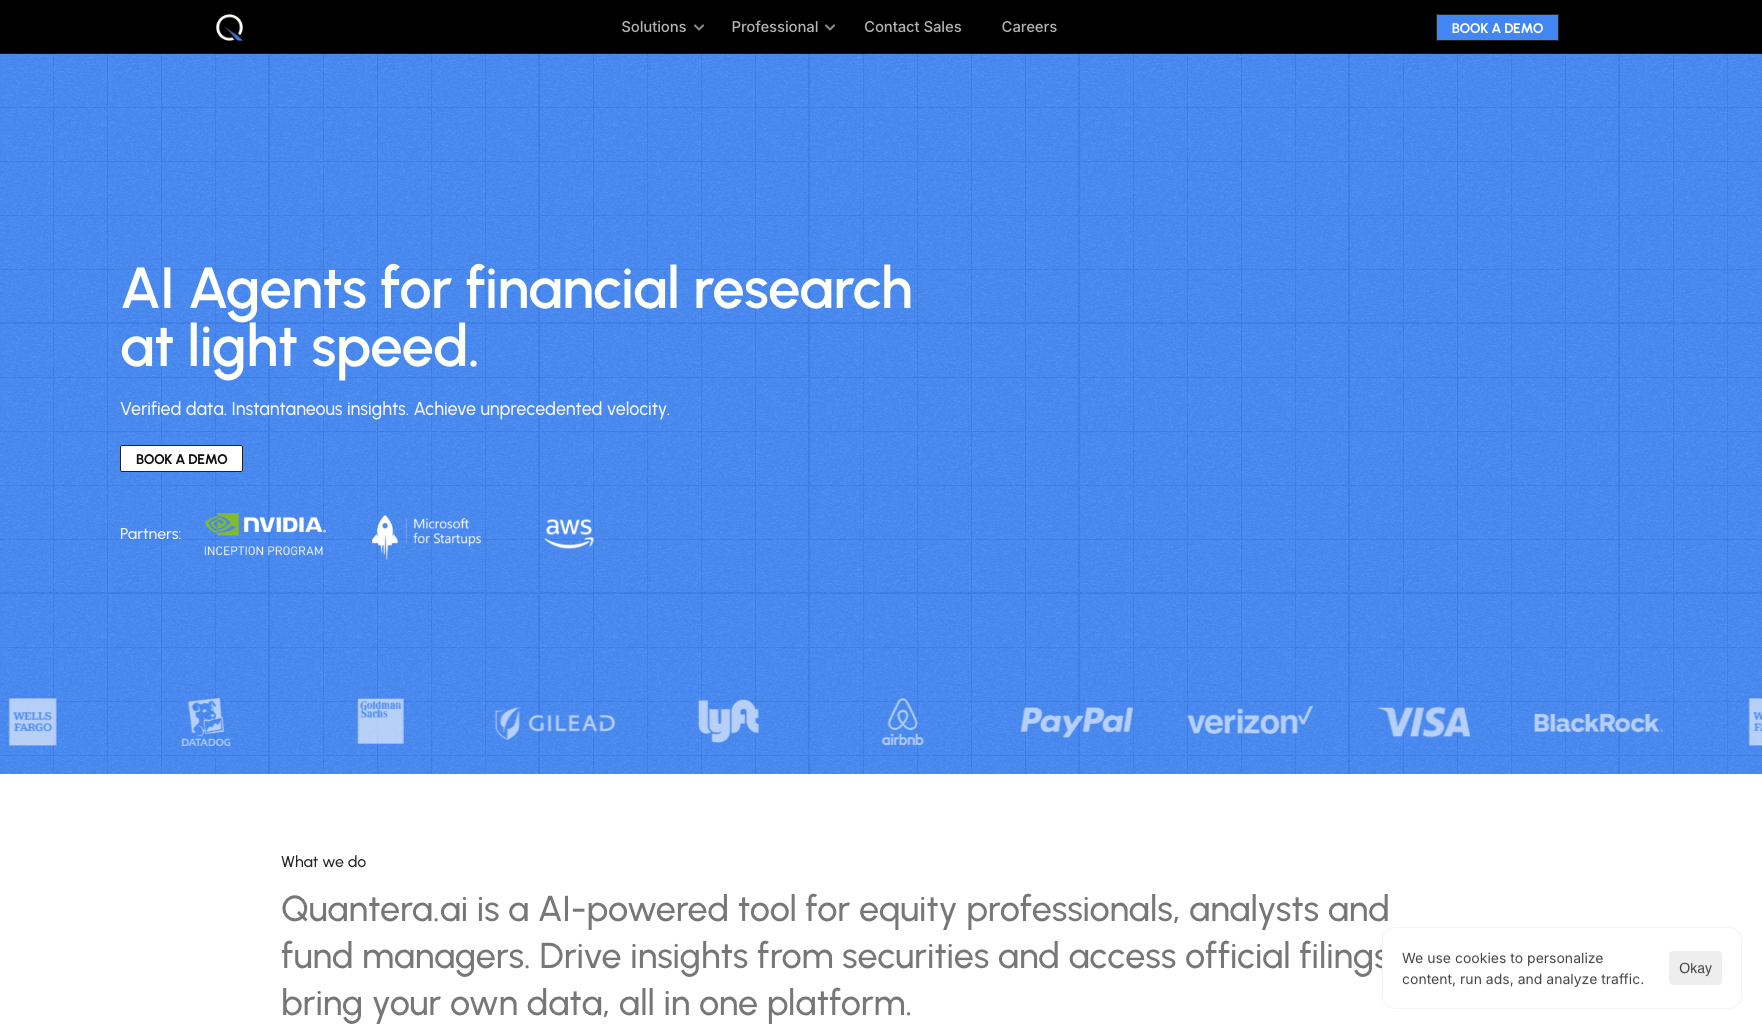 Solutions
Professional
Contact Sales
Careers
BOOK A DEMO
AI Agents for financial research
at light speed.
Verified data. Instantaneous insights. Achieve unprecedented velocity.
BOOK A DEMO
Partners:
NVIDIA.
INCEPTION PROGRAM
Microsoft
for Startups
aws
WELLS
FARGO
DATADOG
Goldman
Sachs
GILEAD
lyft
airbnb
PayPal
verizon
VISA
BlackRock.
What we do
Quantera.ai is a AI-powered tool for equity professionals, analysts and
fund managers. Drive insights from securities and access official filings
bring your own data, all in one platform.
We use cookies to personalize
content, run ads, and analyze traffic.
Okay